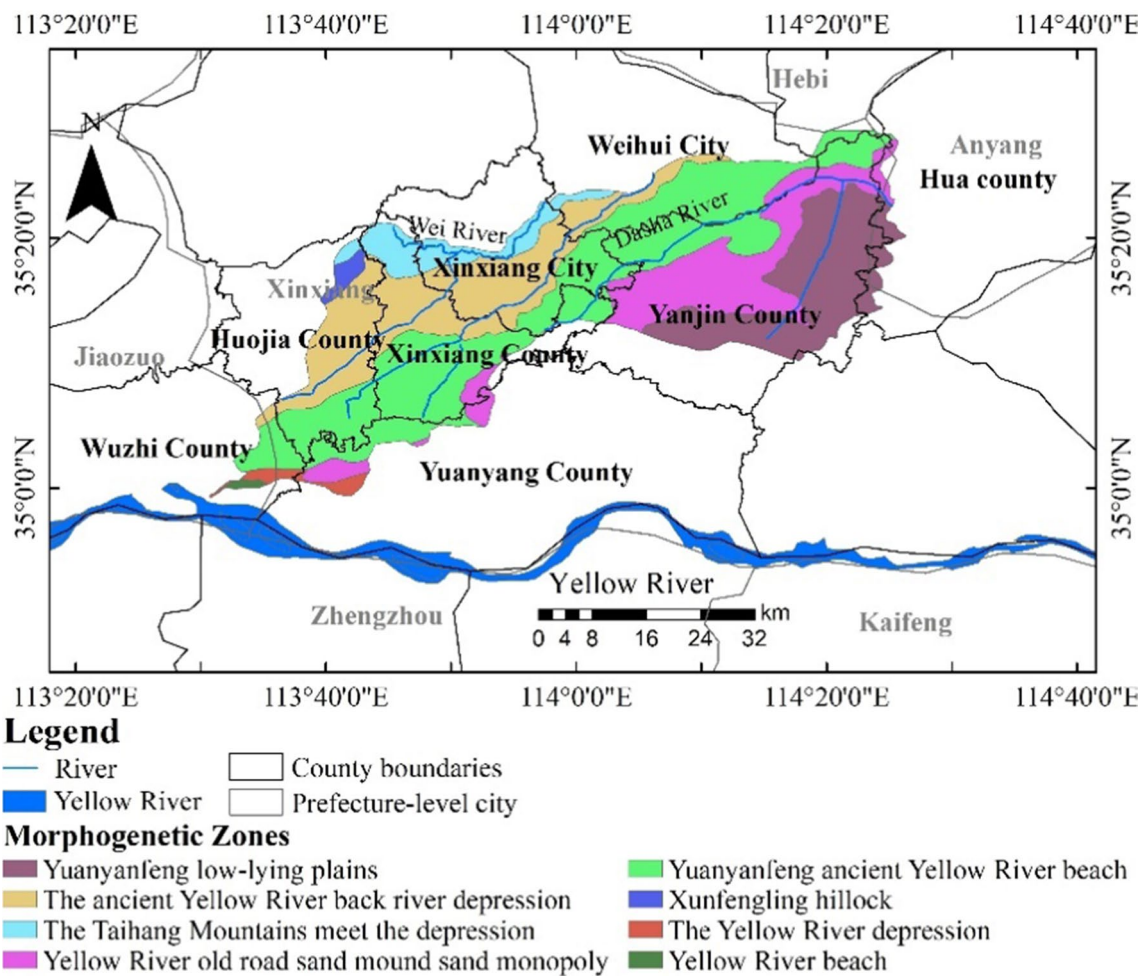 113°20'0"E 113°40'0"E 114°0'0"E 114°20'0"E 114°40'0"E
Hebi
N
Weihui City
Anyang
Hua county
35°20'0"N
Wei River
Dasha River
35°20'0"N
Xinxiang City
Xinxiang
Yanjin County
Huojia County
Jiaozuo
Xinxiang County
Wuzhi County
Yuanyang County
35°0'0"N
35°0'0"N
Yellow River
Zhengzhou
km
Kaifeng
0 4 8 16 24 32
113°20'0"E 113°40'0"E 114°0'0"E 114°20'0"E 114°40'0"E
Legend
River
County boundaries
Yellow River
Prefecture-level city
Morphogenetic Zones
Yuanyanfeng low-lying plains
Yuanyanfeng ancient Yellow River beach
The ancient Yellow River back river depression
Xunfengling hillock
The Taihang Mountains meet the depression
The Yellow River depression
Yellow River old road sand mound sand monopoly
Yellow River beach